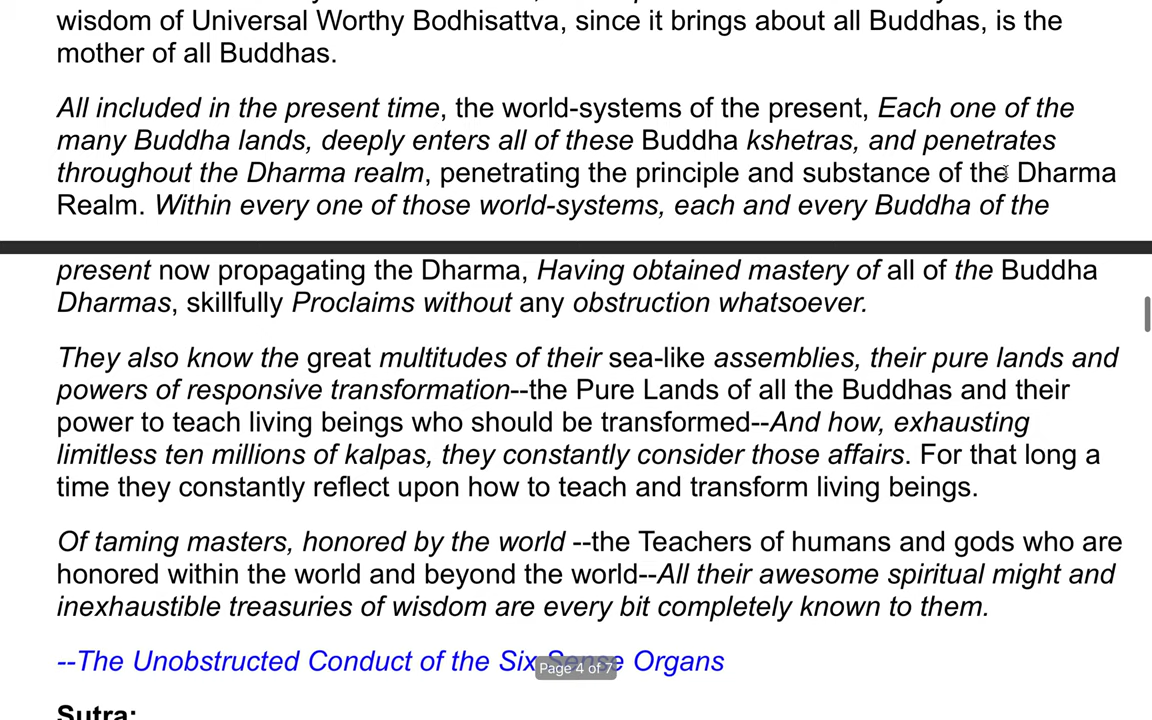 wisdom of Universal Worthy Bodhisattva, since it brings about all Buddhas, is the
mother of all Buddhas.
All included in the present time, the world-systems of the present, Each one of the
many Buddha lands, deeply enters all of these Buddha kshetras, and penetrates
throughout the Dharma realm, penetrating the principle and substance of the Dharma
Realm. Within every one of those world-systems, each and every Buddha of the
present now propagating the Dharma, Having obtained mastery of all of the Buddha
Dharmas, skillfully Proclaims without any obstruction whatsoever.
They also know the great multitudes of their sea-like assemblies, their pure lands and
powers of responsive transformation--the Pure Lands of all the Buddhas and their
power to teach living beings who should be transformed--And how, exhausting
limitless ten millions of kalpas, they constantly consider those affairs. For that long a
time they constantly reflect upon how to teach and transform living beings.
Of taming masters, honored by the world --the Teachers of humans and gods who are
honored within the world and beyond the world--All their awesome spiritual might and
inexhaustible treasuries of wisdom are every bit completely known to them.
--The Unobstructed Conduct of the Six Sense Organs
Page 4 of 7
Sutra: